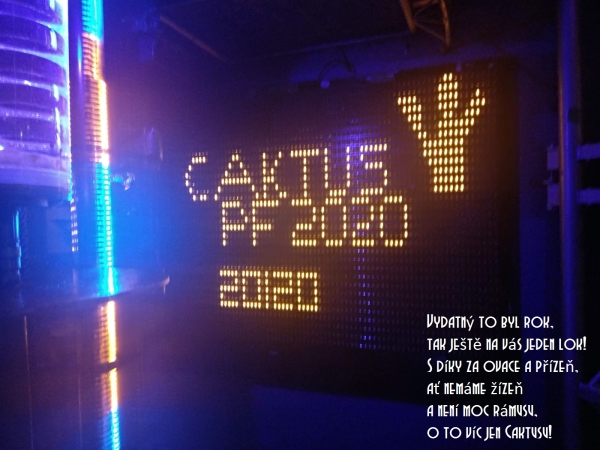 CAKTUS
PF 2020
2020
Vydatný to byl rok,
tak ještě na vás jeden lok!
S díky za ovace a přízeň,
ať nemáme žízeň
a není moc rámusu,
o to víc jen Caktusu!